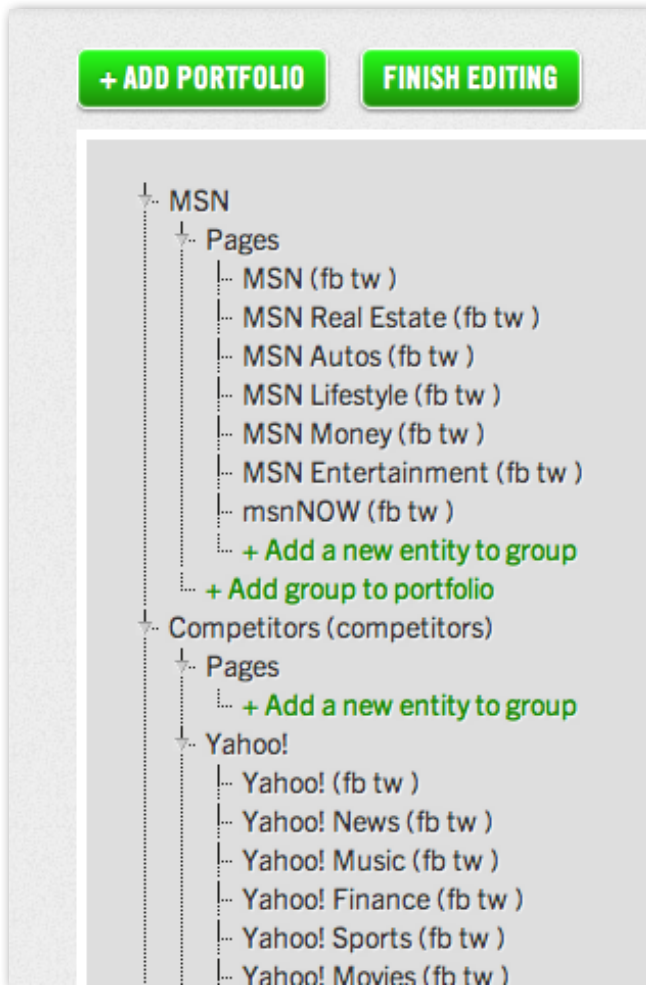 + ADD PORTFOLIO FINISH EDITING
MSN
Pages
MSN (fb tw )
MSN Real Estate (fb tw )
MSN Autos (fb tw )
MSN Lifestyle (fb tw )
MSN Money (fb tw )
MSN Entertainment (fb tw )
msnNOW (fb tw )
+ Add a new entity to group
+ Add group to portfolio
Competitors (competitors)
Pages
+ Add a new entity to group
Yahoo!
Yahoo! (fb tw )
Yahoo! News (fb tw )
Yahoo! Music (fb tw )
Yahoo! Finance (fb tw )
Yahoo! Sports (fb tw )
Yahoo! Movies (fb tw )